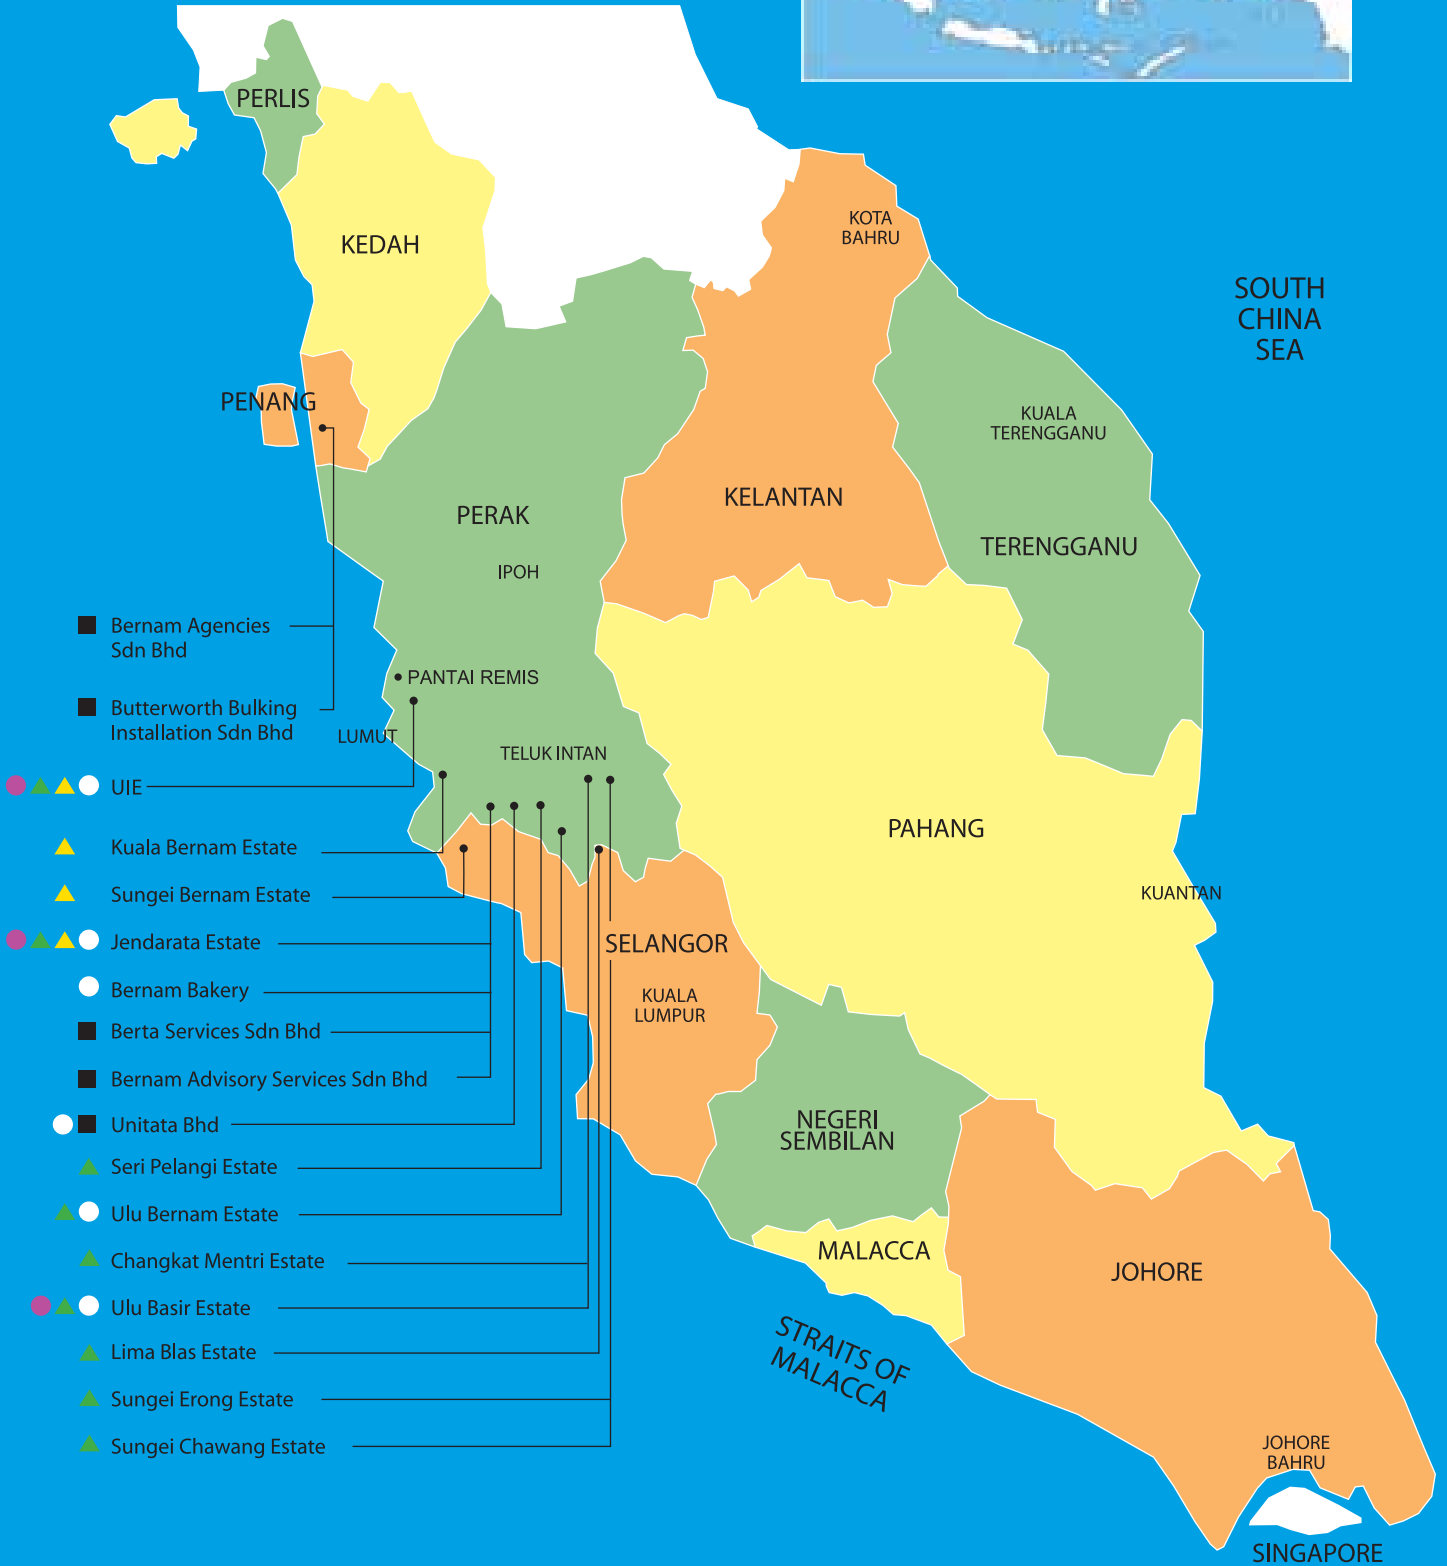 PERLIS
KOTA
BAHRU
KEDAH
SOUTH
CHINA
SEA
PENANG
KUALA
TERENGGANU
KELANTAN
PERAK
TERENGGANU
IPOH
Bernam Agencies
Sdn Bhd
PANTAI REMIS
Butterworth Bulking
Installation Sdn Bhd
LUMUT
TELUK INTAN
UIE
PAHANG
Kuala Bernam Estate
KUANTAN
Sungei Bernam Estate
Jendarata Estate
SELANGOR
Bernam Bakery
KUALA
LUMPUR
Berta Services Sdn Bhd
Bernam Advisory Services Sdn Bhd
Unitata Bhd
NEGERI
SEMBILAN
Seri Pelangi Estate
Ulu Bernam Estate
Changkat Mentri Estate
MALACCA
JOHORE
Ulu Basir Estate
STRAITS OF
MALACCA
Lima Blas Estate
Sungei Erong Estate
Sungei Chawang Estate
JOHORE
BAHRU
SINGAPORE